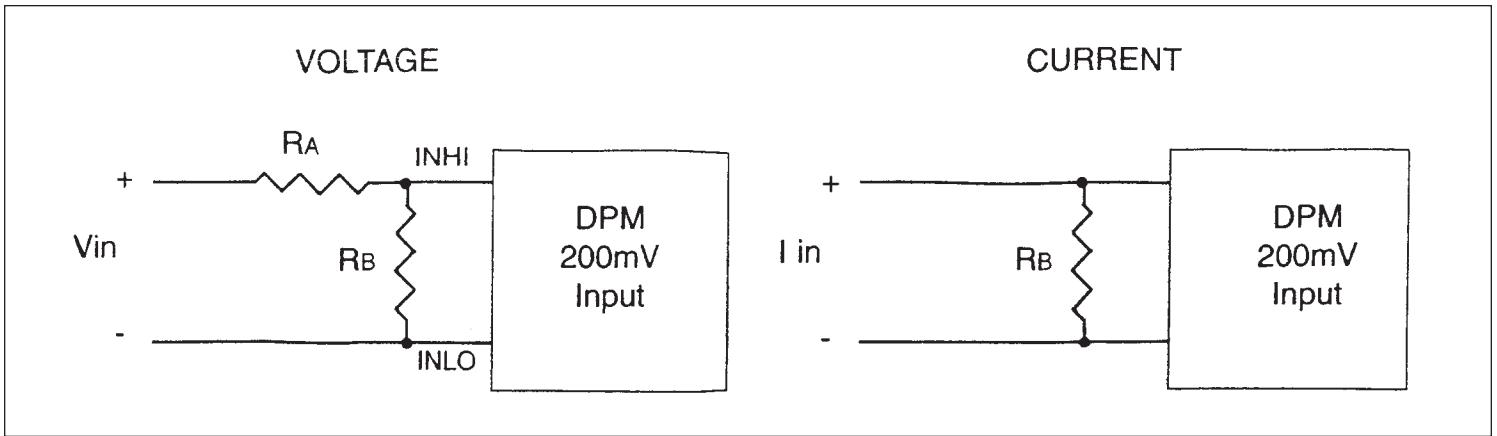 VOLTAGE
RA
INHI
+
Vin
RB
-
INLO
DPM
200mV
Input
CURRENT
+
I in
RB
-
DPM
200mV
Input